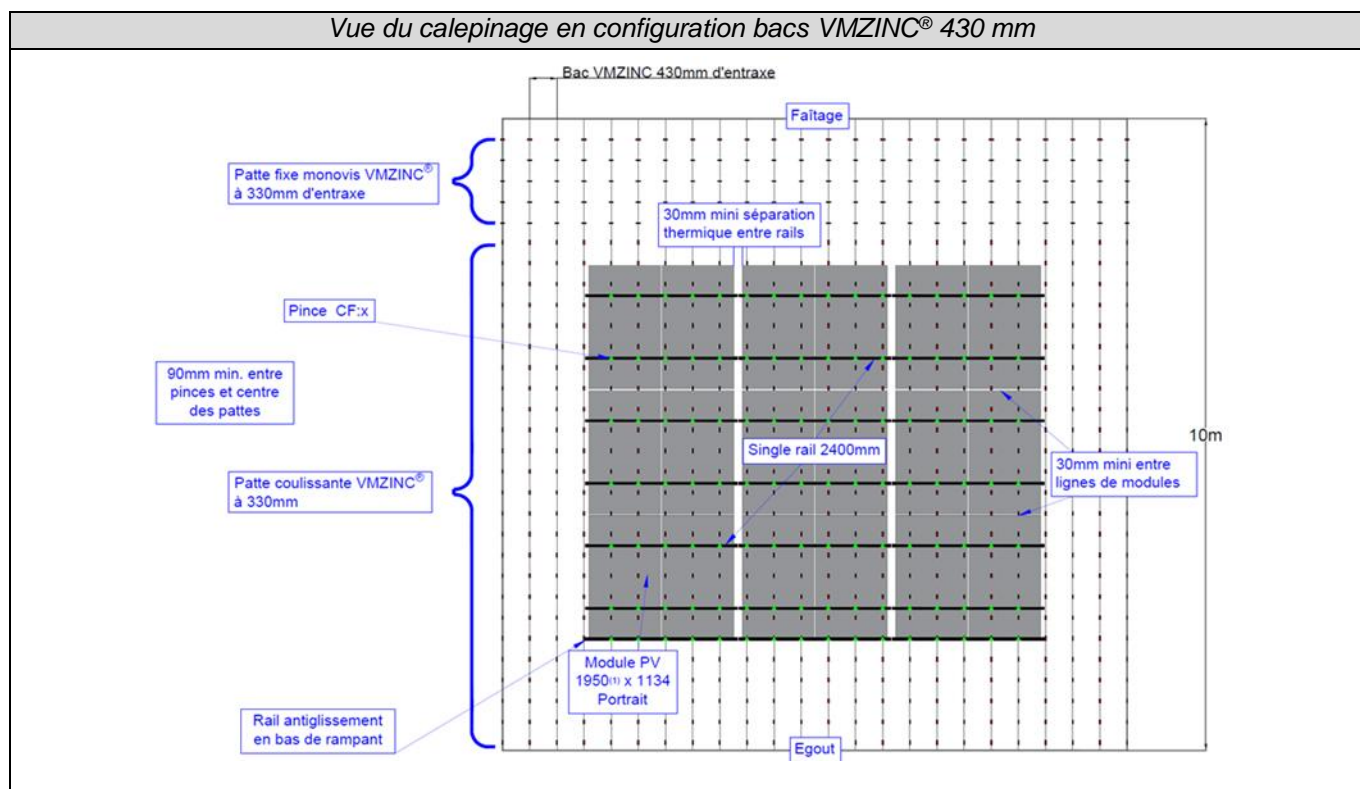 Vue du calepinage en configuration bacs VMZINC® 430 mm
Bac VMZINC 430mm d'entraxe
Faîtage
Patte fixe monovis VMZINC®
à 330mm d'entraxe
30mm mini séparation
thermique entre rails
Pince CF:x
90mm min. entre
pinces et centre
des pattes
10m
Single rail 2400mm
30mm mini entre
lignes de modules
Patte coulissante VMZINC®
à 330mm
Module PV
1950(1) x 1134
Portrait
Rail antiglissement
en bas de rampant
Egout